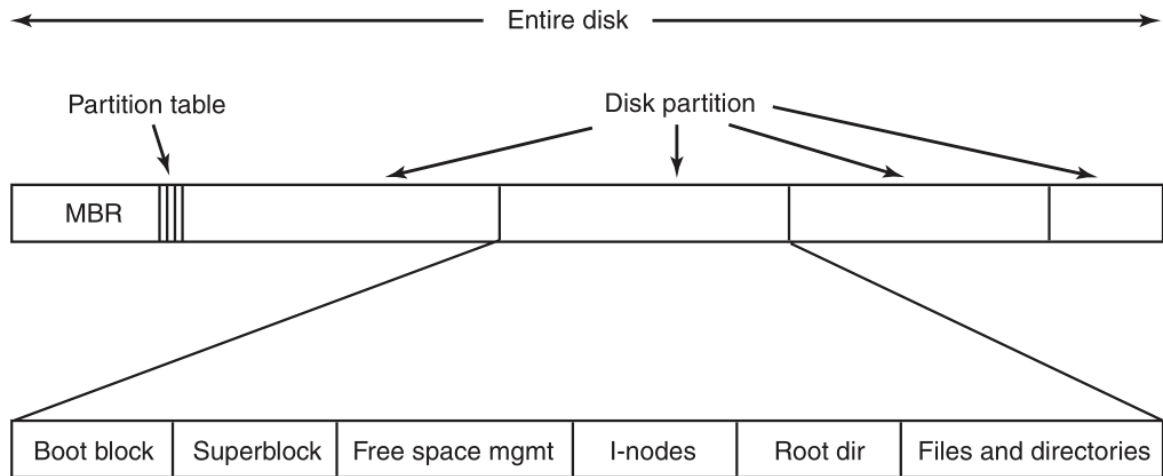 Entire disk
Partition table
Disk partition
MBR
Boot block
Superblock
Free space mgmt
I-nodes
Root dir
Files and directories